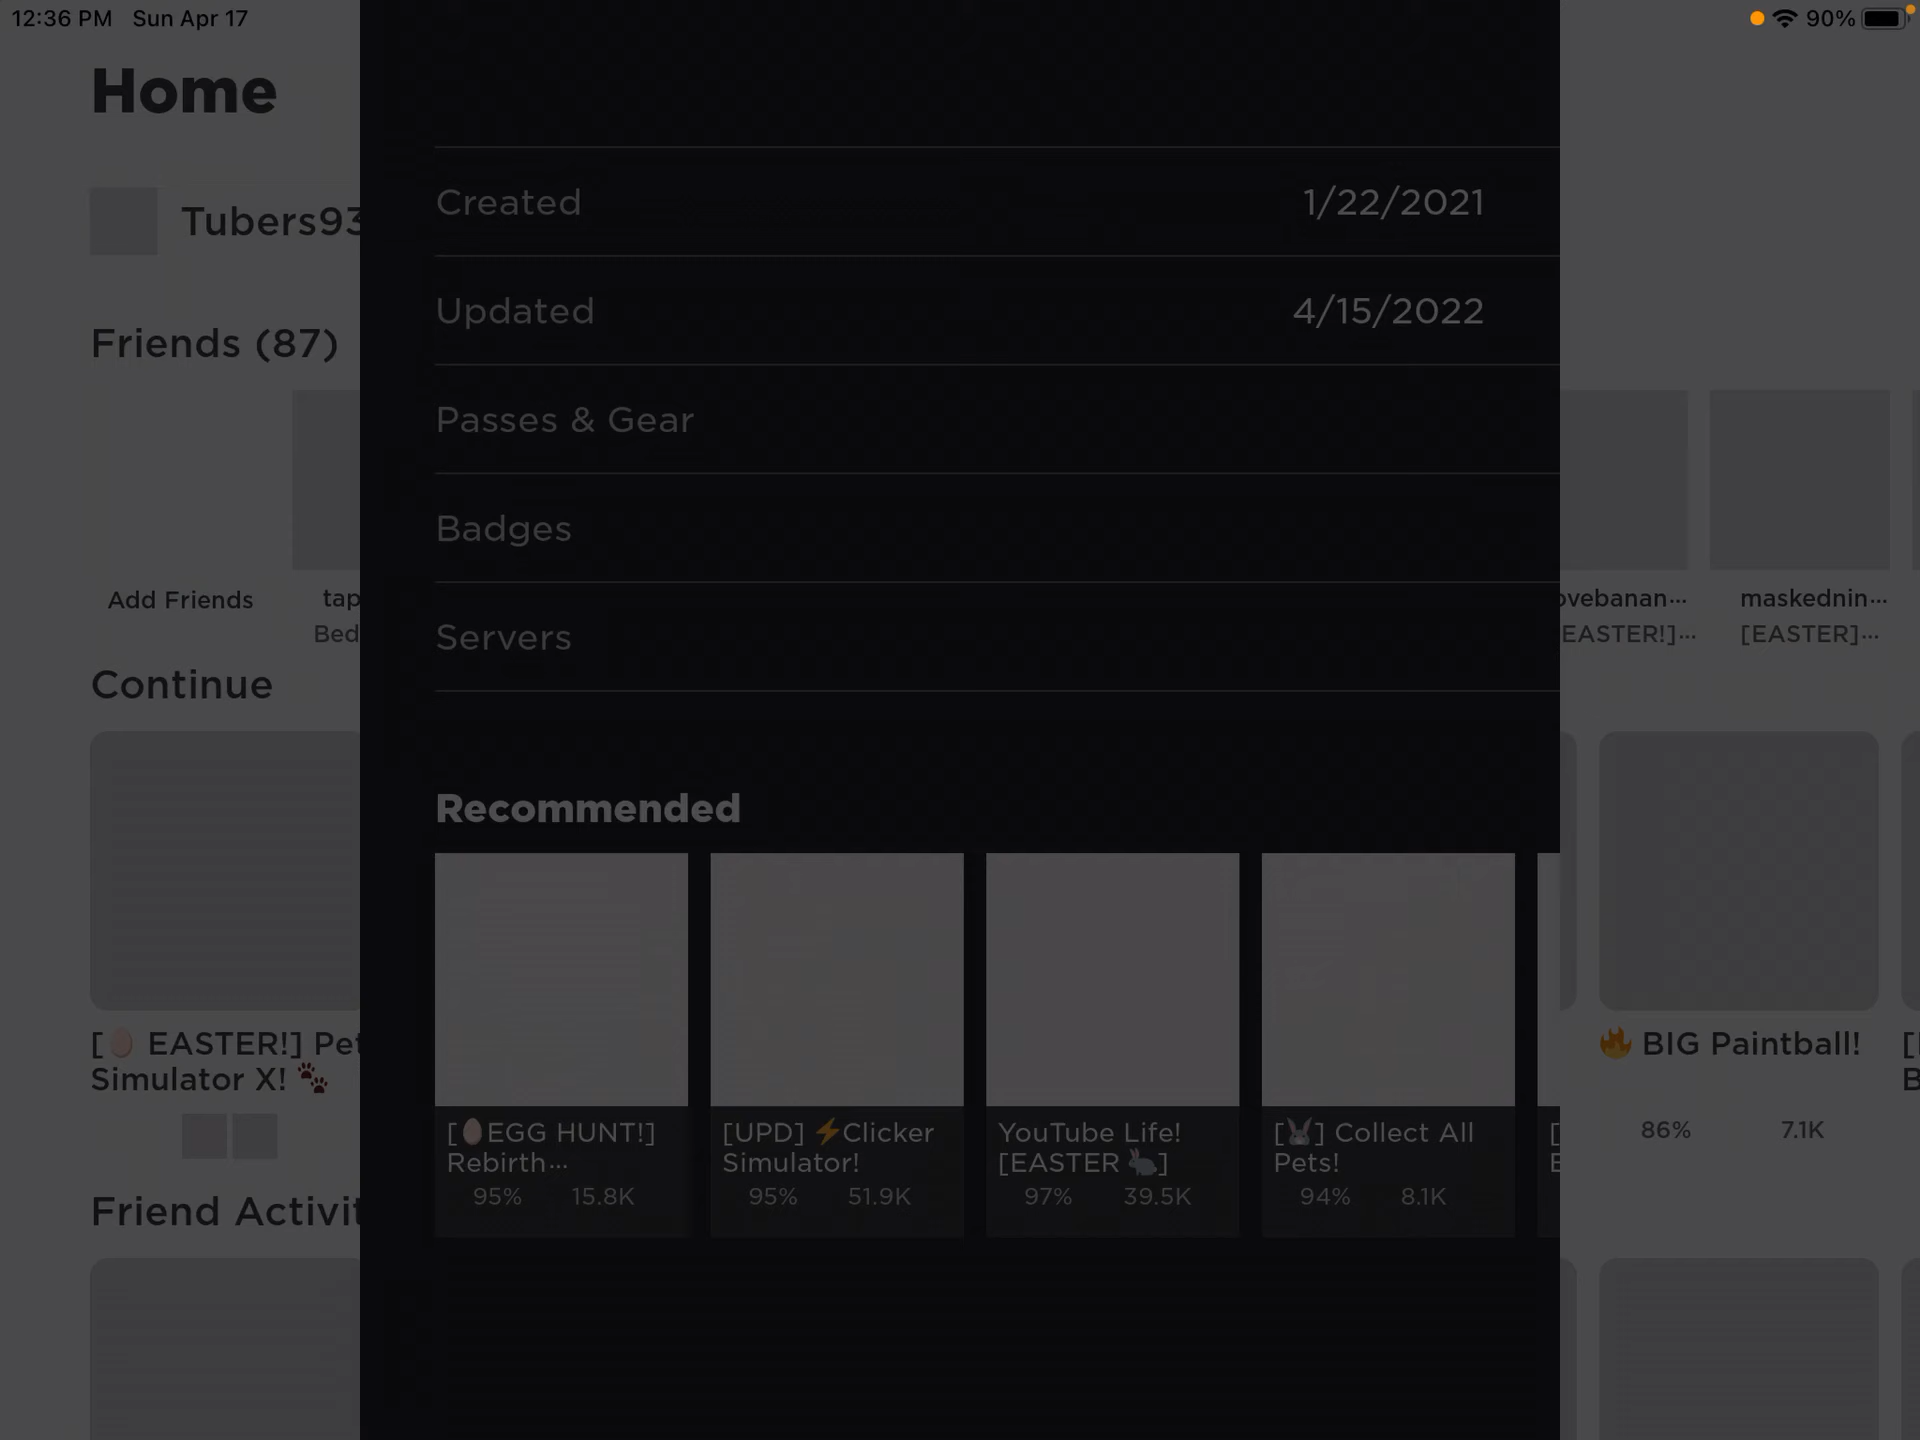 12:36 PM Sun Apr 17
90%
Home
Tubers93
Friends (87)
Add Friends
tap
Bed
ovebanan...
EASTER!]...
maskednin...
[EASTER]...
Continue
[🥚 EASTER!] Pet
Simulator X! 🐾
🔥 BIG Paintball!
86% 7.1K
[
B
Friend Activit
Created 1/22/2021
Updated 4/15/2022
Passes & Gear
Badges
Servers
Recommended
[🥚EGG HUNT!]
Rebirth...
95% 15.8K
[UPD] ⚡Clicker
Simulator!
95% 51.9K
YouTube Life!
[EASTER 🐇]
97% 39.5K
[🐰] Collect All
Pets!
94% 8.1K
[
E